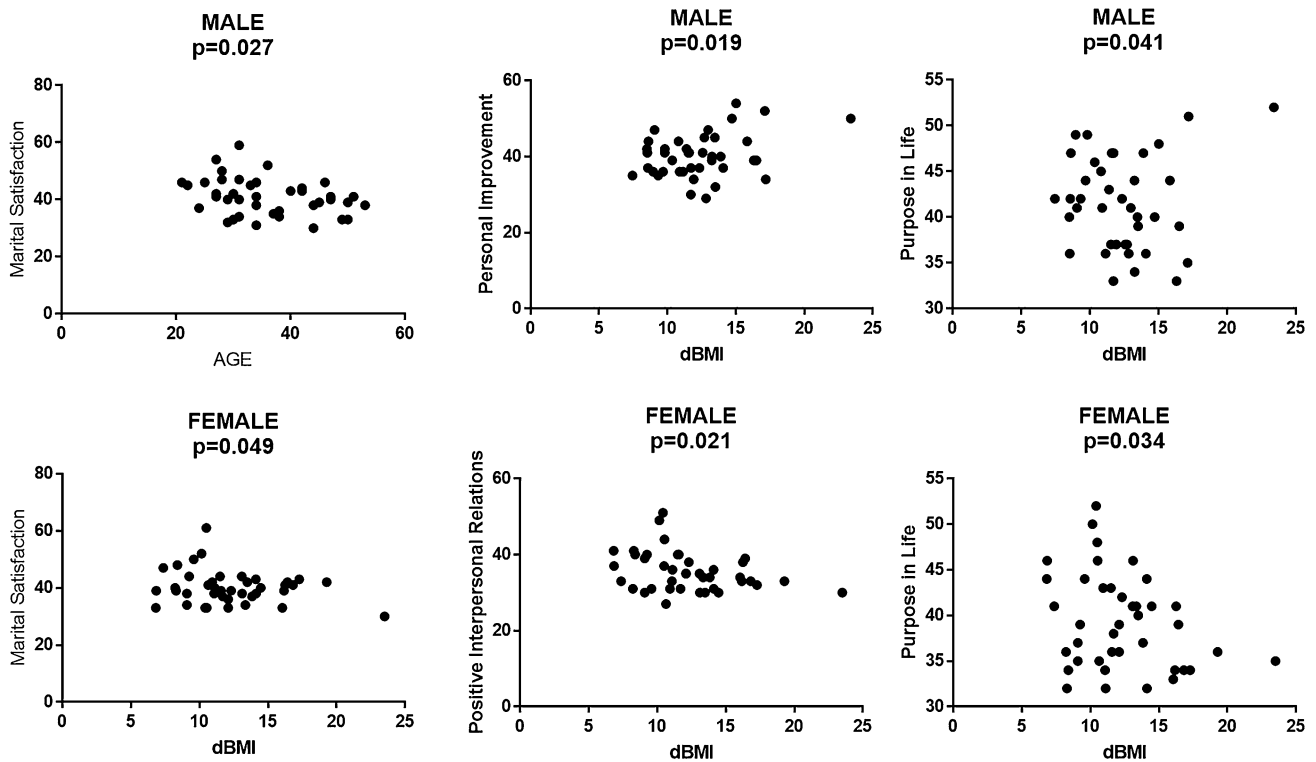 MALE
p=0.027
Marital Satisfaction
80
60
40
20
0
0
20
40
60
AGE
MALE
p=0.019
Personal Improvement
60
40
20
0
0
5
10
15
20
25
dBMI
MALE
p=0.041
Purpose in Life
55
50
45
40
35
30
0
5
10
15
20
25
dBMI
FEMALE
p=0.049
Marital Satisfaction
80
60
40
20
0
0
5
10
15
20
25
dBMI
FEMALE
p=0.021
Positive Interpersonal Relations
60
40
20
0
0
5
10
15
20
25
dBMI
FEMALE
p=0.034
Purpose in Life
55
50
45
40
35
30
0
5
10
15
20
25
dBMI